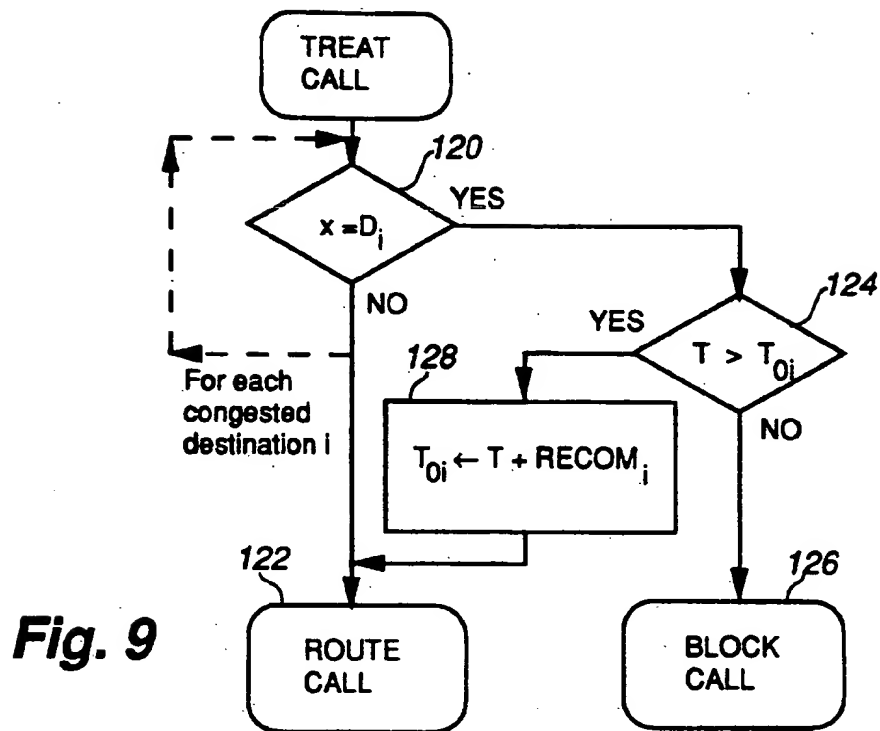 TREAT
CALL
120
YES
x = D_i
NO
124
YES
T > T_0i
128
For each
congested
destination i
NO
T_0i ← T + RECOM_i
122
126
Fig. 9
ROUTE
CALL
BLOCK
CALL